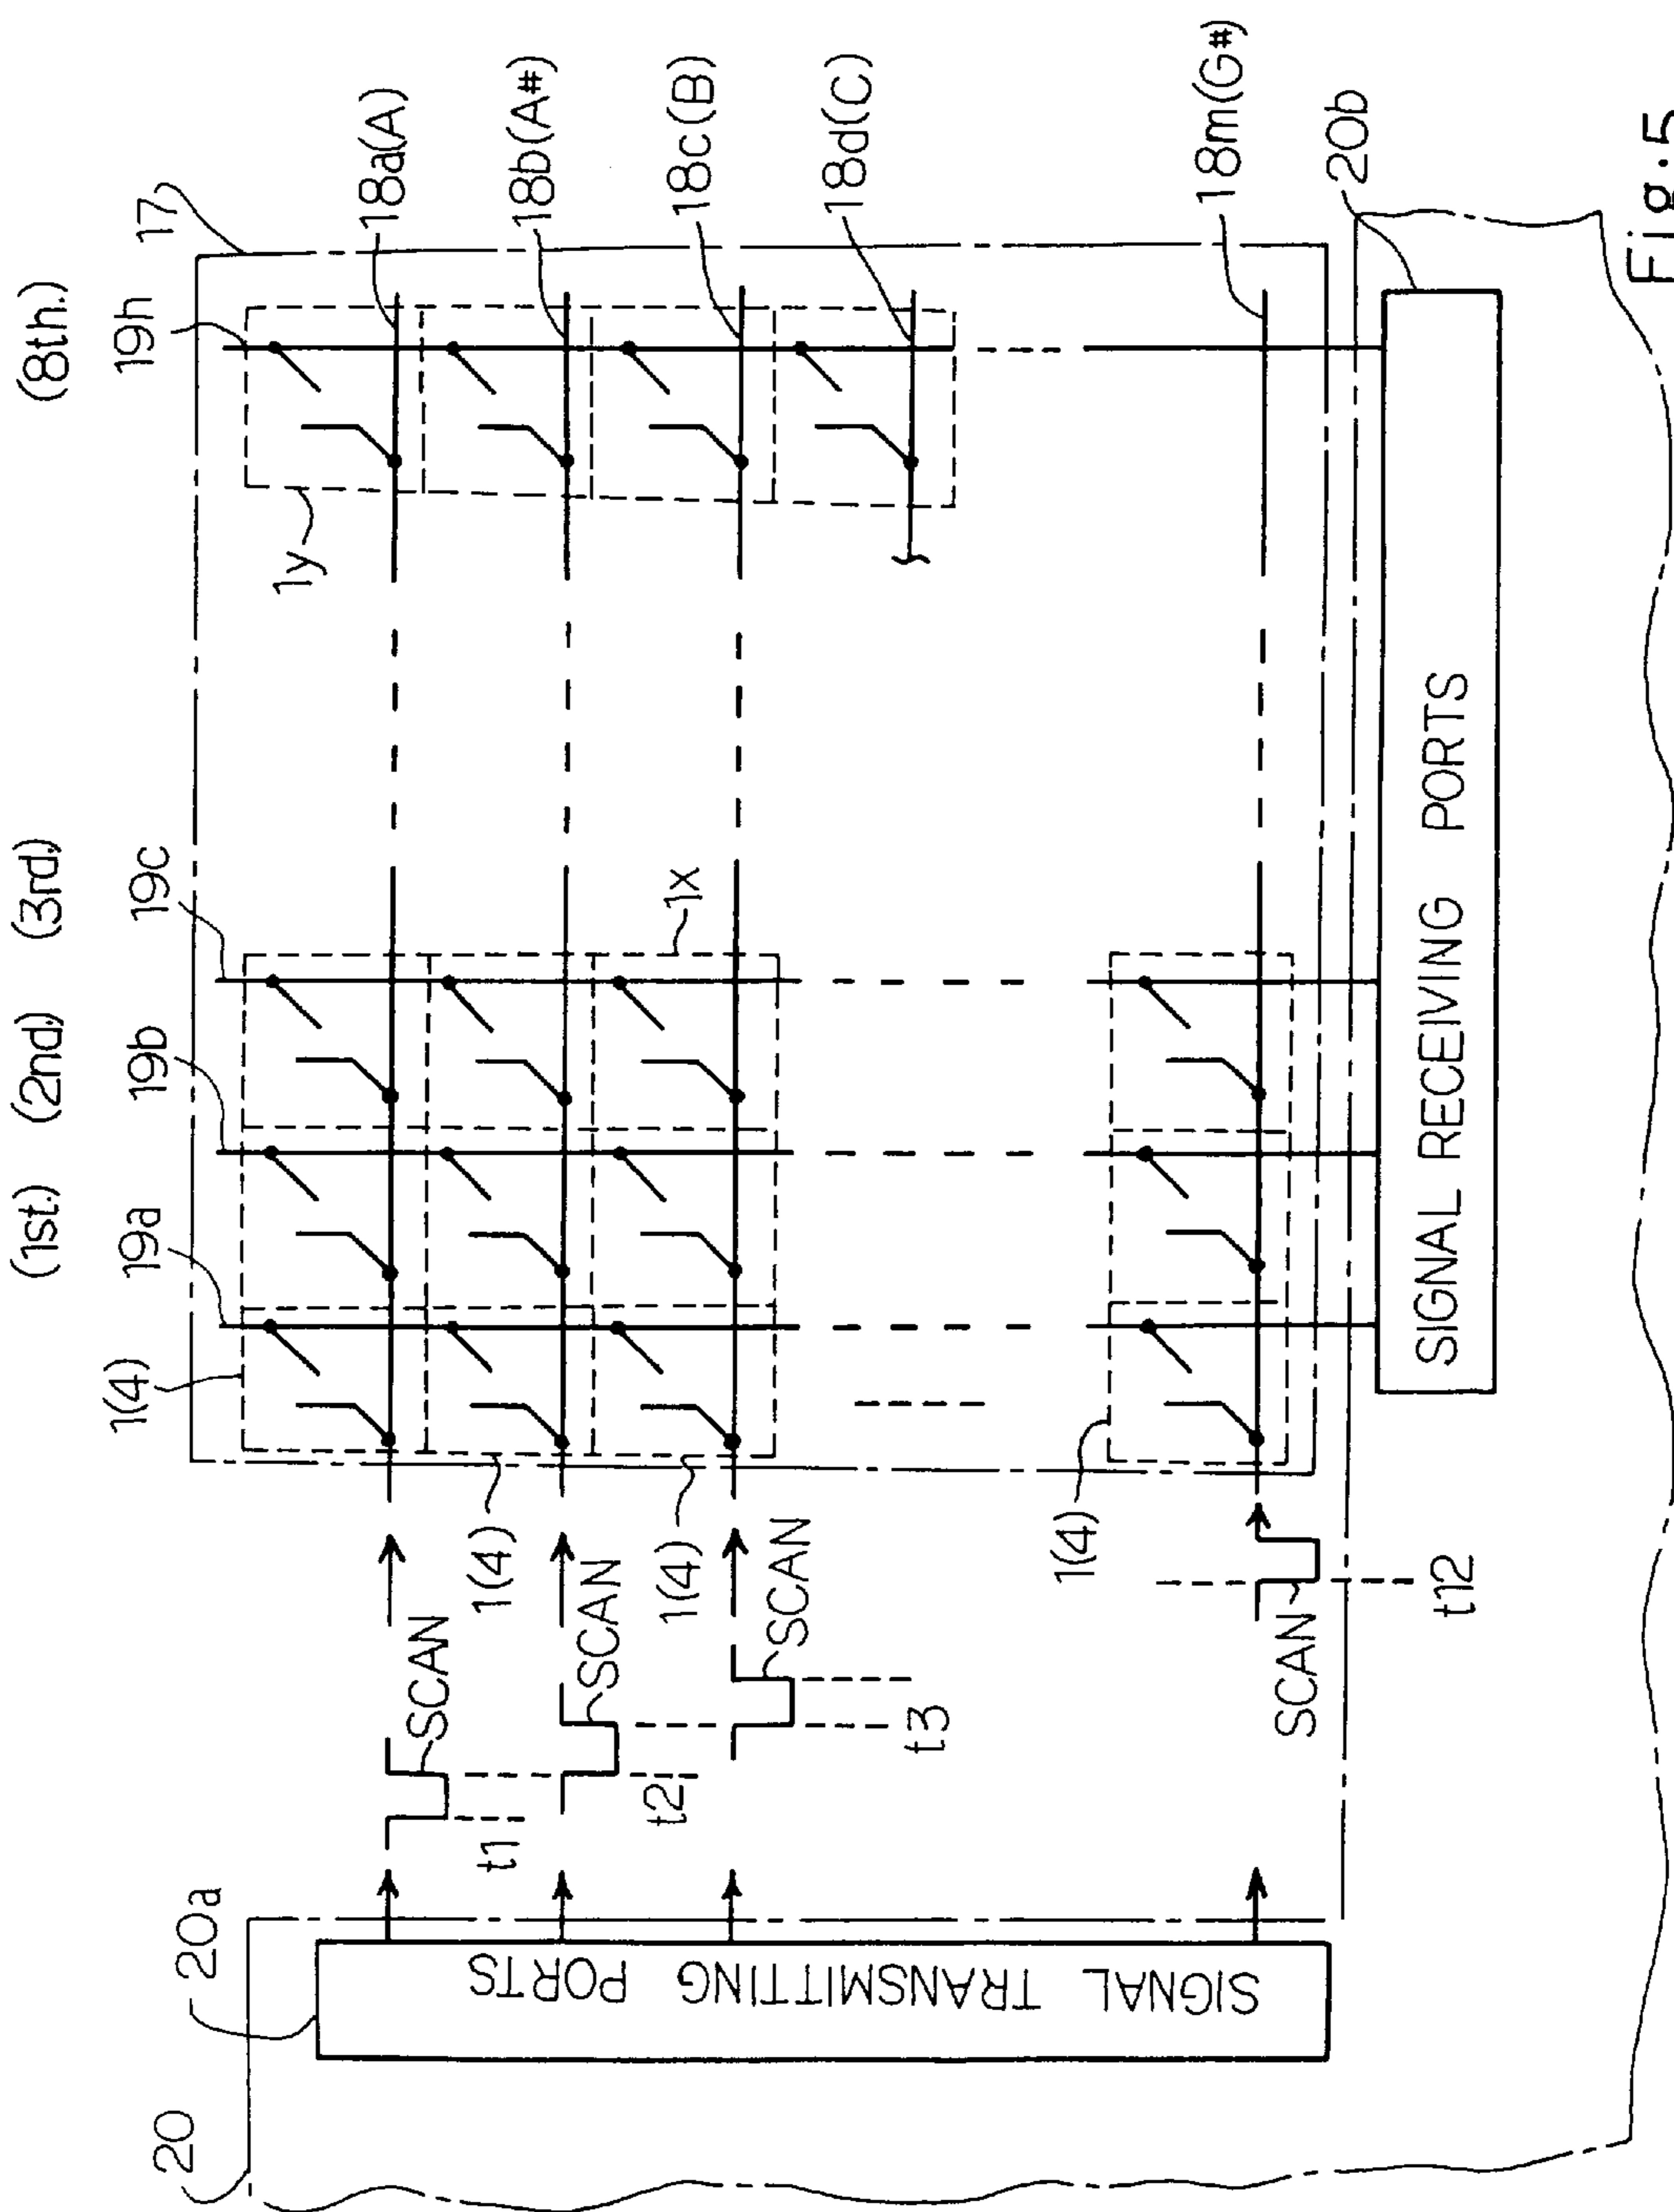 (1st.) (2nd) (3rd) (8th.)
19a 19b 19c 19h 17
1(4)
1y
18a(A)
18b(A#)
18c(B)
18d(C)
18m(G#)
1x
1(4)
1(4)
1(4)
20
20a
20b
SCAN
SCAN
SCAN
SCAN
t1
t2
t3
t12
SIGNAL TRANSMITTING PORTS
SIGNAL RECEIVING PORTS
Fig.5